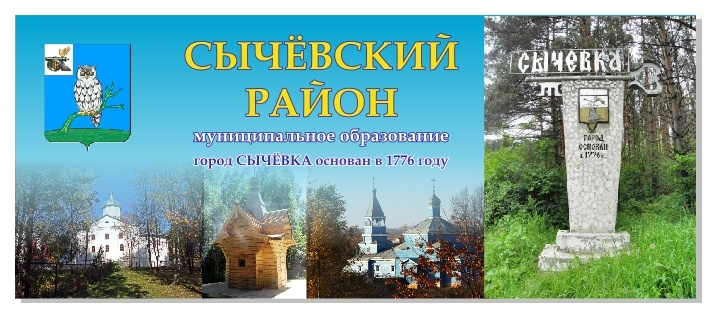 СЫЧЁВСКИЙ
РАЙОН
муниципальное образование
город СЫЧЁВКА основан в 1776 году
СЫЧЕВКА
ГОРОД
ОСНОВАН
в 1776 г.